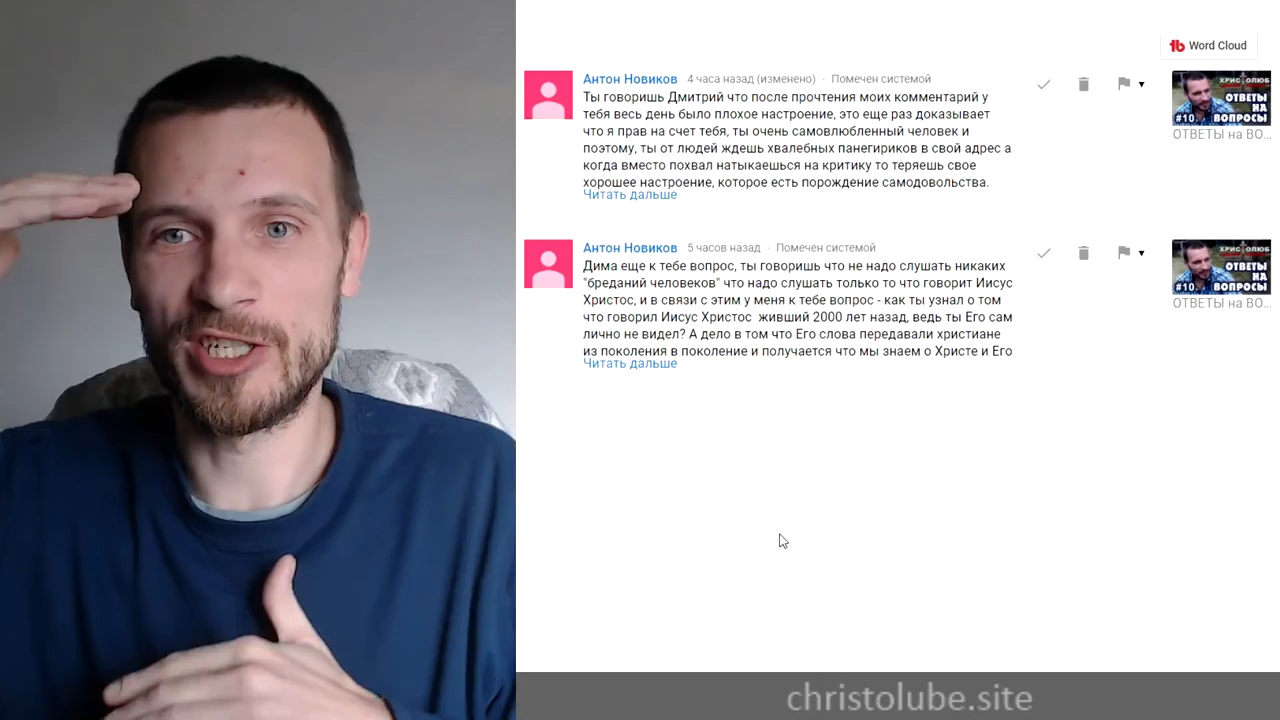 Word Cloud
Антон Новиков 4 часа назад (изменено) · Помечен системой
Ты говоришь Дмитрий что после прочтения моих комментарий у
тебя весь день было плохое настроение, это еще раз доказывает
что я прав на счет тебя, ты очень самовлюбленный человек и
поэтому, ты от людей ждешь хвалебных панегириков в свой адрес а
когда вместо похвал натыкаешься на критику то теряешь свое
хорошее настроение, которое есть порождение самодовольства.
Читать дальше
ХРИСТОЛЮБ
ОТВЕТЫ
НА
#10 ВОПРОСЫ
ОТВЕТЫ на ВО...
Антон Новиков 5 часов назад · Помечен системой
Дима еще к тебе вопрос, ты говоришь что не надо слушать никаких
"бреданий человеков" что надо слушать только то что говорит Иисус
Христос, и в связи с этим у меня к тебе вопрос - как ты узнал о том
что говорил Иисус Христос живший 2000 лет назад, ведь ты Его сам
лично не видел? А дело в том что Его слова передавали христиане
из поколения в поколение и получается что мы знаем о Христе и Его
Читать дальше
ХРИСТОЛЮБ
ОТВЕТЫ
НА
#10 ВОПРОСЫ
ОТВЕТЫ на ВО...
christolube.site